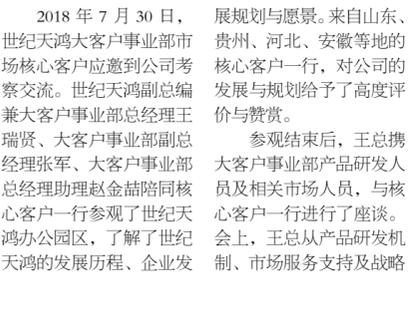 2018 年 7 月 30 日，
世纪天鸿大客户事业部市
场核心客户应邀到公司考
察交流。世纪天鸿副总编
兼大客户事业部总经理王
瑞贤、大客户事业部副总
经理张军、大客户事业部
总经理助理赵金喆陪同核
心客户一行参观了世纪天
鸿办公园区，了解了世纪
天鸿的发展历程、企业发
展规划与愿景。来自山东、
贵州、河北、安徽等地的
核心客户一行，对公司的
发展与规划给予了高度评
价与赞赏。
参观结束后，王总携
大客户事业部产品研发人
员及相关市场人员，与核
心客户一行进行了座谈。
会上，王总从产品研发机
制、市场服务支持及战略